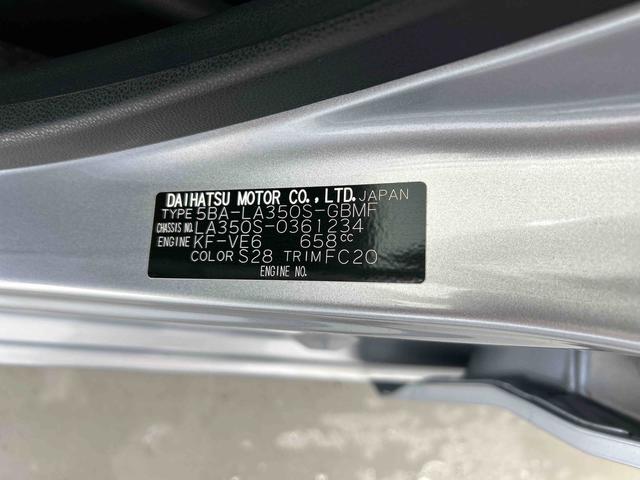 DAIHATSU MOTOR CO., LTD. JAPAN
TYPE 5BA-LA350S-GBMF
CHASSIS NO. LA350S-0361234
ENGINE KF-VE6 658cc
COLOR S28 TRIM FC20
ENGINE NO.